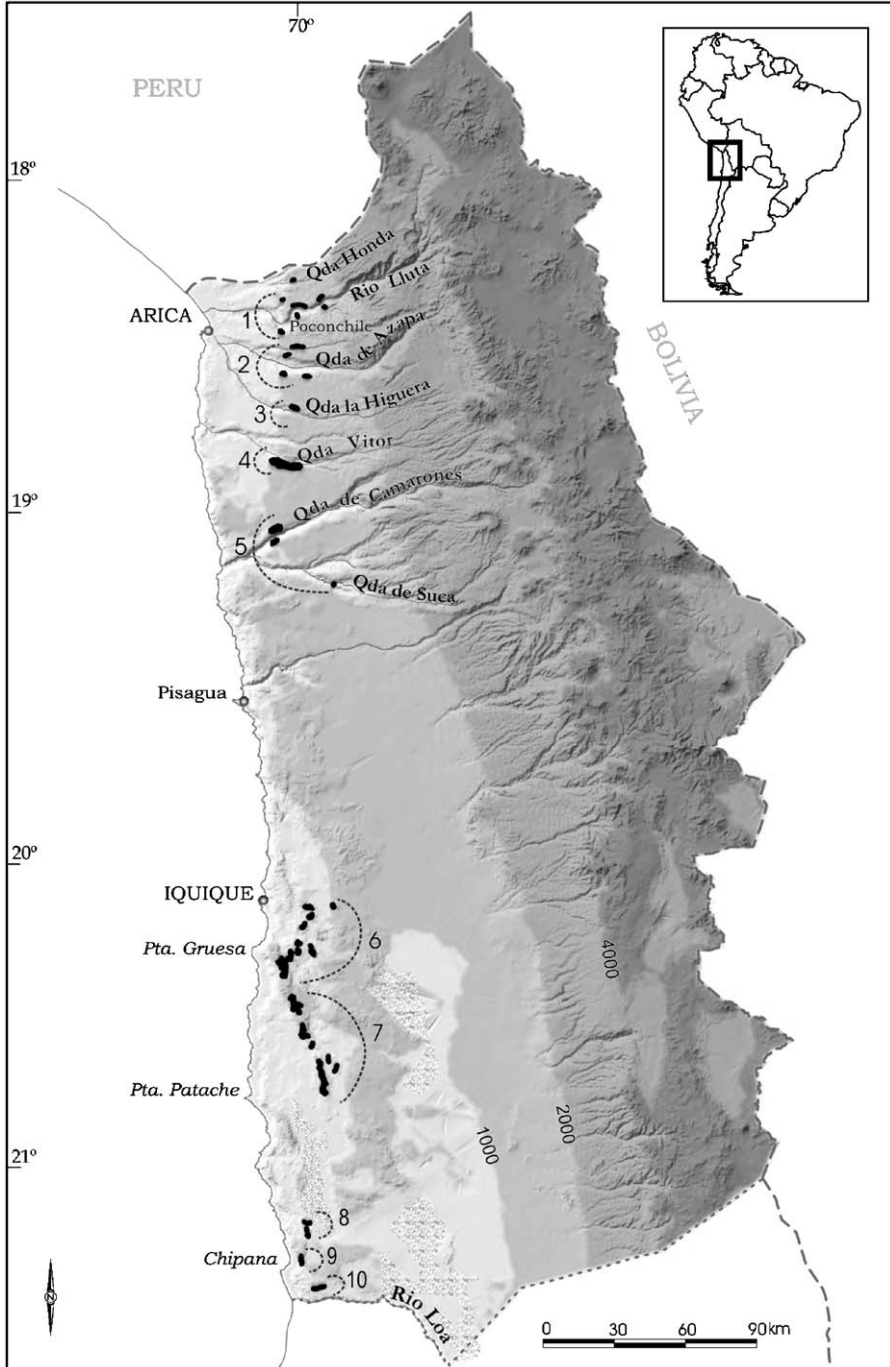 70º
PERU
18º
Qda Honda
Rio Lluta
ARICA
1
Poconchile
2
Qda de Azapa
BOLIVIA
3
Qda la Higuera
4
Qda Vitor
19º
Qda de Camarones
5
Qda de Suca
Pisagua
20º
IQUIQUE
6
Pta. Gruesa
4000
7
Pta. Patache
2000
1000
21º
8
Chipana
9
10
Rio Loa
N
0 30 60 90 km